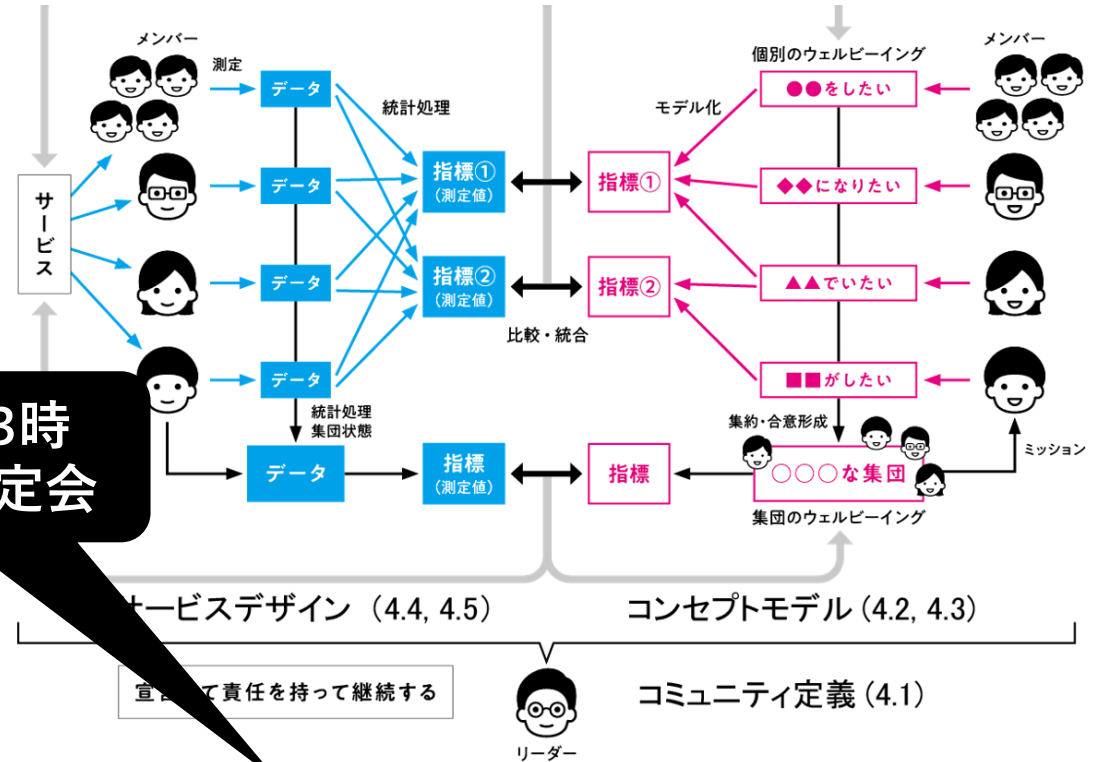 メンバー
測定
データ
統計処理
データ
データ
データ
指標①
(測定値)
指標②
(測定値)
サービス
統計処理
集団状態
データ
指標
(測定値)
比較・統合
個別のウェルビーイング
メンバー
モデル化
●●をしたい
◆◆になりたい
▲▲でいたい
■■がしたい
指標①
指標②
集約・合意形成
指標
○○○な集団
集団のウェルビーイング
ミッション
3時
定会
ービスデザイン (4.4, 4.5)
コンセプトモデル (4.2, 4.3)
て責任を持って継続する
コミュニティ定義 (4.1)
リーダー